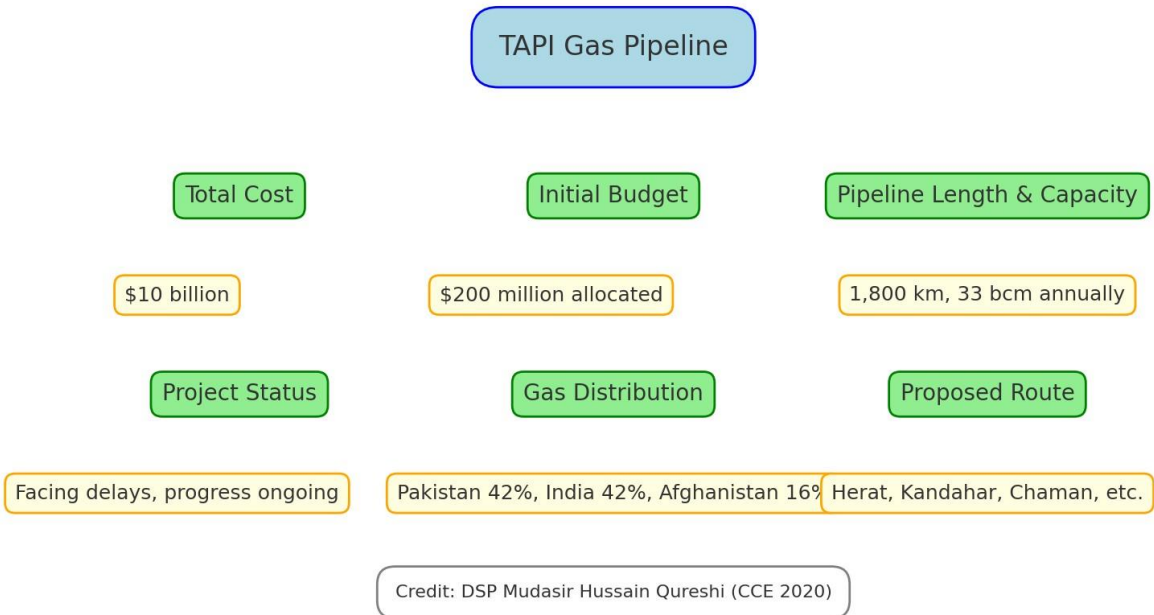 TAPI Gas Pipeline
Total Cost
Initial Budget
Pipeline Length & Capacity
$10 billion
$200 million allocated
1,800 km, 33 bcm annually
Project Status
Gas Distribution
Proposed Route
Facing delays, progress ongoing
Pakistan 42%, India 42%, Afghanistan 16%
Herat, Kandahar, Chaman, etc.
Credit: DSP Mudasir Hussain Qureshi (CCE 2020)